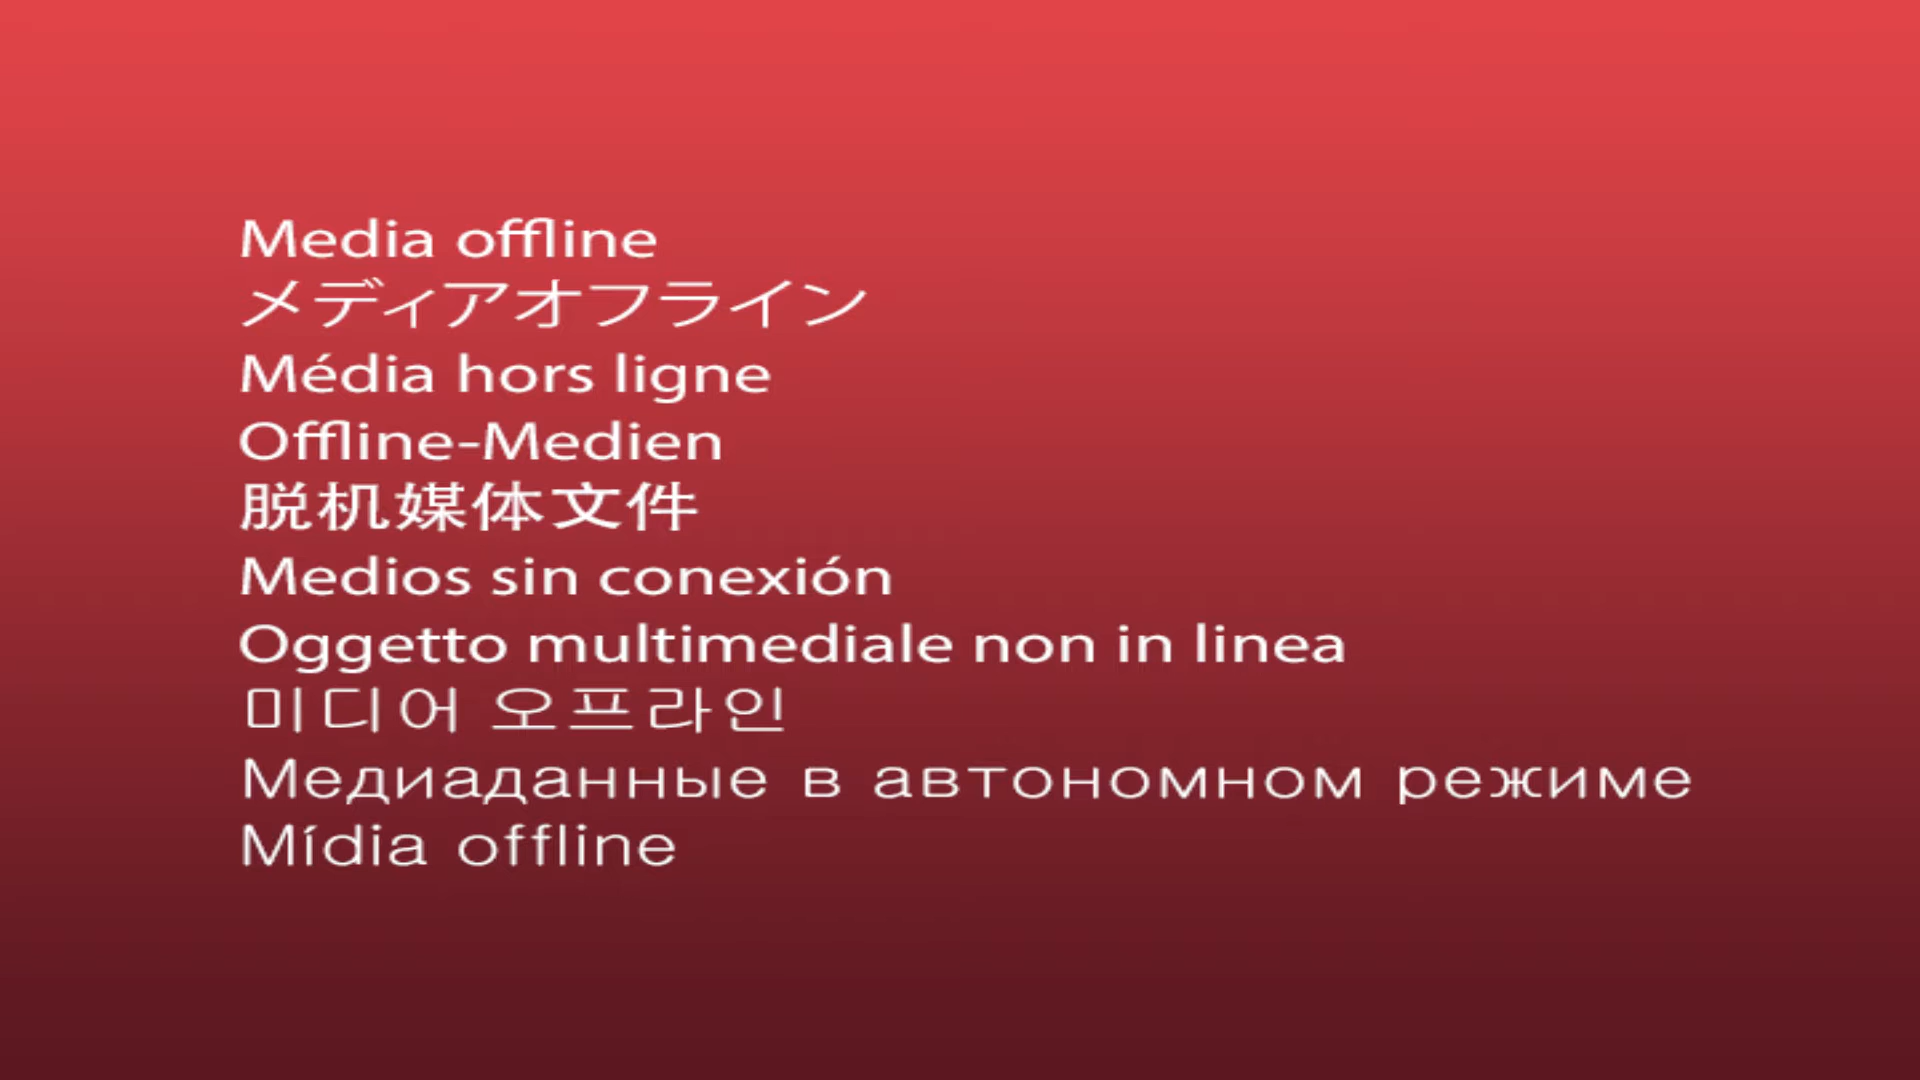 Media offline
メディアオフライン
Média hors ligne
Offline-Medien
脱机媒体文件
Medios sin conexión
Oggetto multimediale non in linea
미디어 오프라인
Медиаданные в автономном режиме
Mídia offline